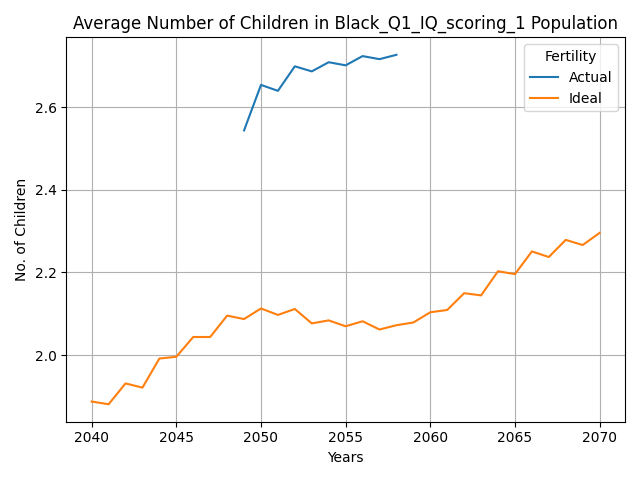 Average Number of Children in Black_Q1_IQ_scoring_1 Population
Fertility
Actual
Ideal
No. of Children
2.6
2.4
2.2
2.0
2040 2045 2050 2055 2060 2065 2070
Years